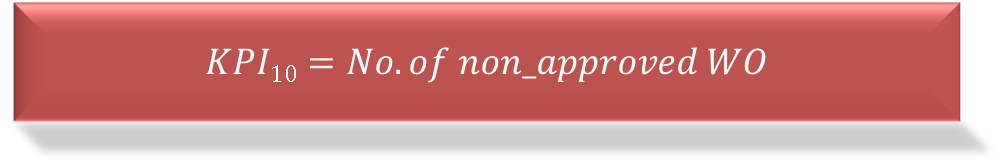 KPI₁₀ = No. of non_approved WO